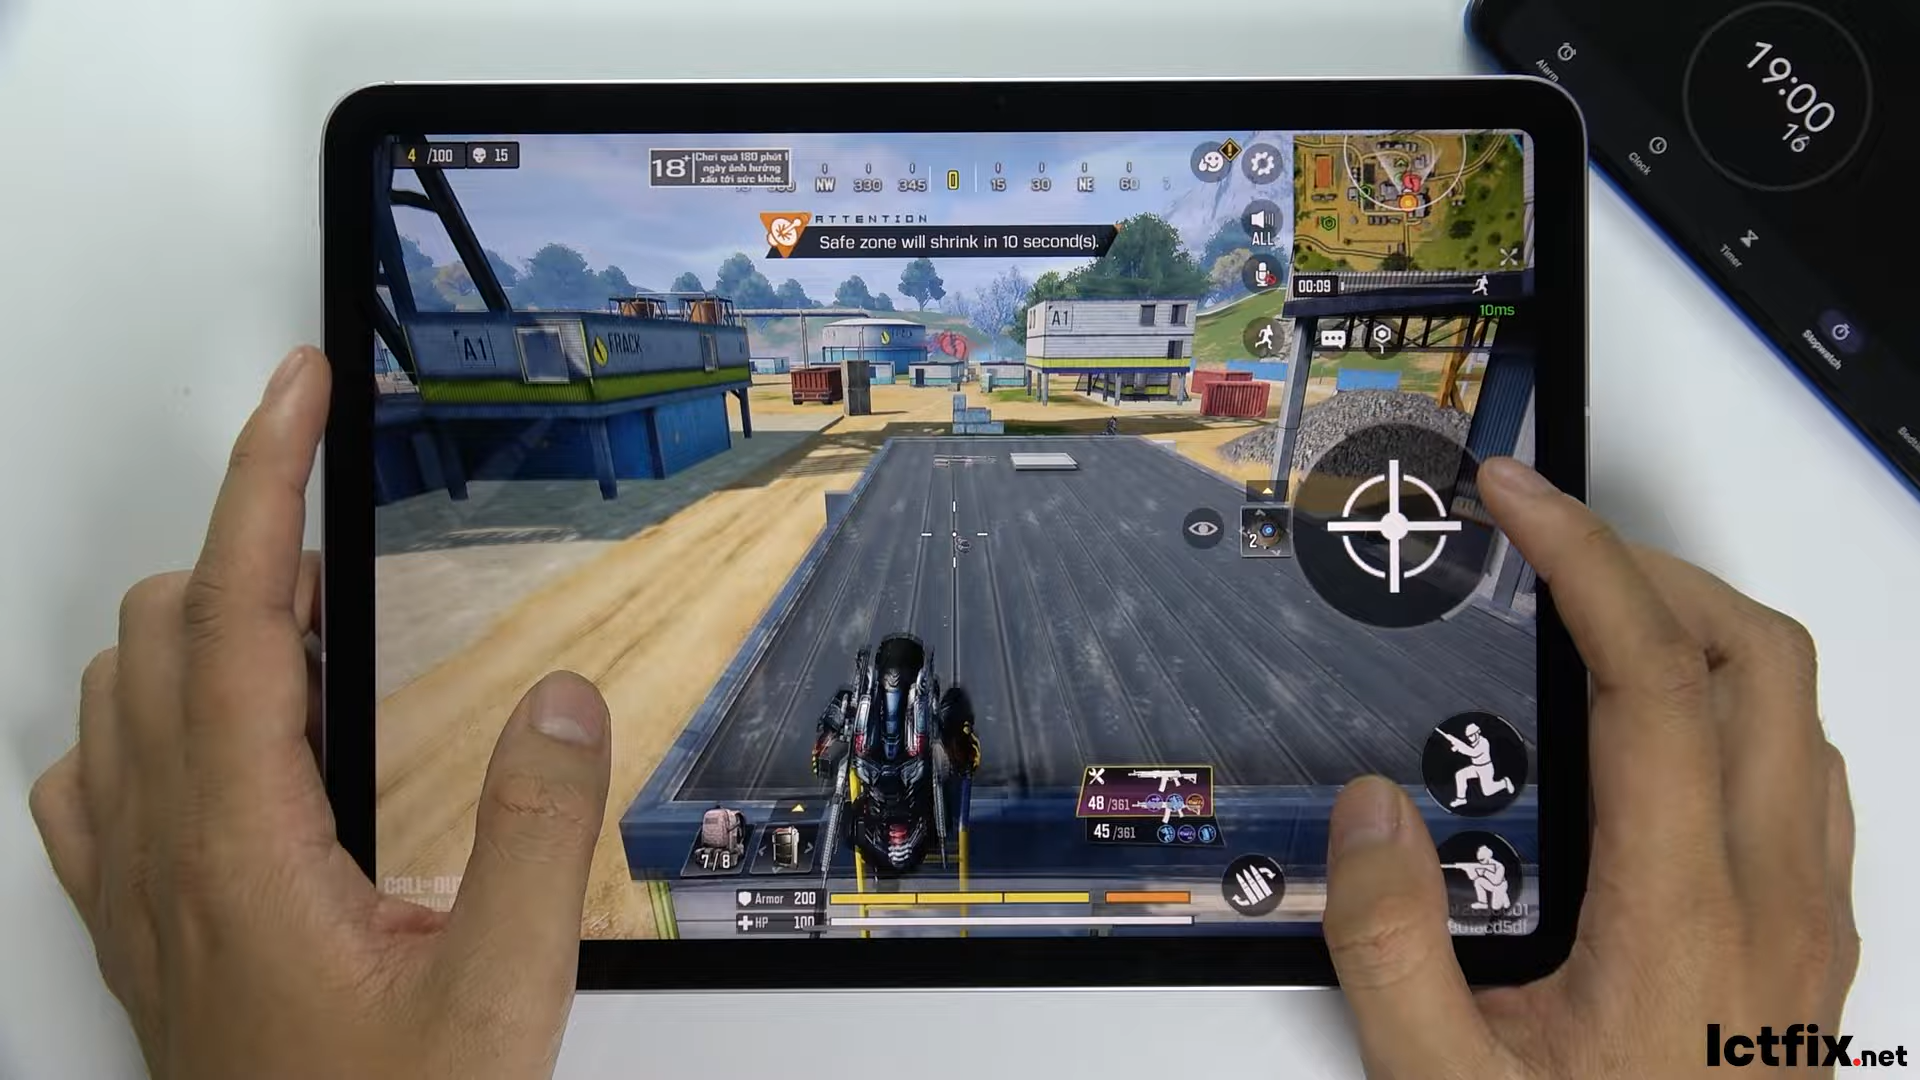 19:00
16
Alarm
Clock
Timer
Stopwatch
4 /100 15
18+
Chơi quá 180 phút 1
ngày ảnh hưởng
xấu tới sức khỏe.
NW 330 345 0 15 30 NE 60
ATTENTION
Safe zone will shrink in 10 second(s).
ALL
00:09
10ms
A1
FRACK
A1
2
48 /361
45 /361
7/8
Armor 200
HP 100
CALL OF DU
Ictfix.net